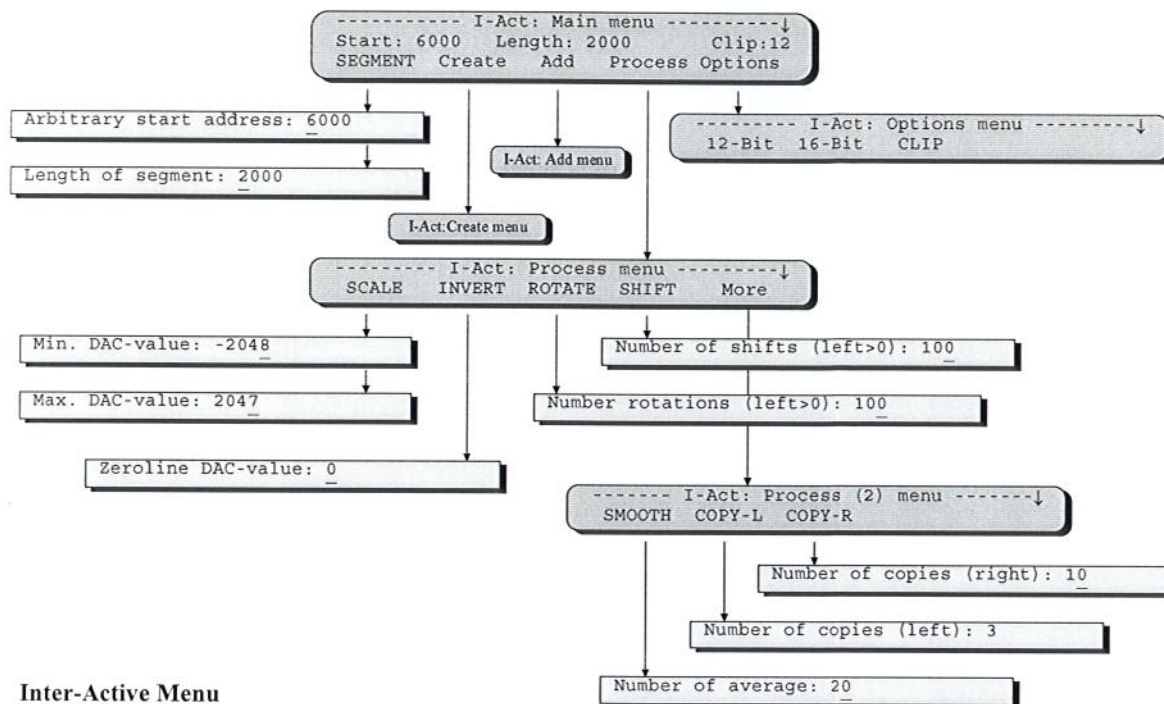 ----------- I-Act: Main menu ----------↓
Start: 6000 Length: 2000 Clip:12
SEGMENT Create Add Process Options
Arbitrary start address: 6000
Length of segment: 2000
--------- I-Act: Options menu ---------↓
12-Bit 16-Bit CLIP
I-Act: Add menu
I-Act:Create menu
--------- I-Act: Process menu ---------↓
SCALE INVERT ROTATE SHIFT More
Min. DAC-value: -2048
Max. DAC-value: 2047
Number of shifts (left>0): 100
Number rotations (left>0): 100
Zeroline DAC-value: 0
------- I-Act: Process (2) menu -------↓
SMOOTH COPY-L COPY-R
Number of copies (right): 10
Number of copies (left): 3
Number of average: 20
Inter-Active Menu